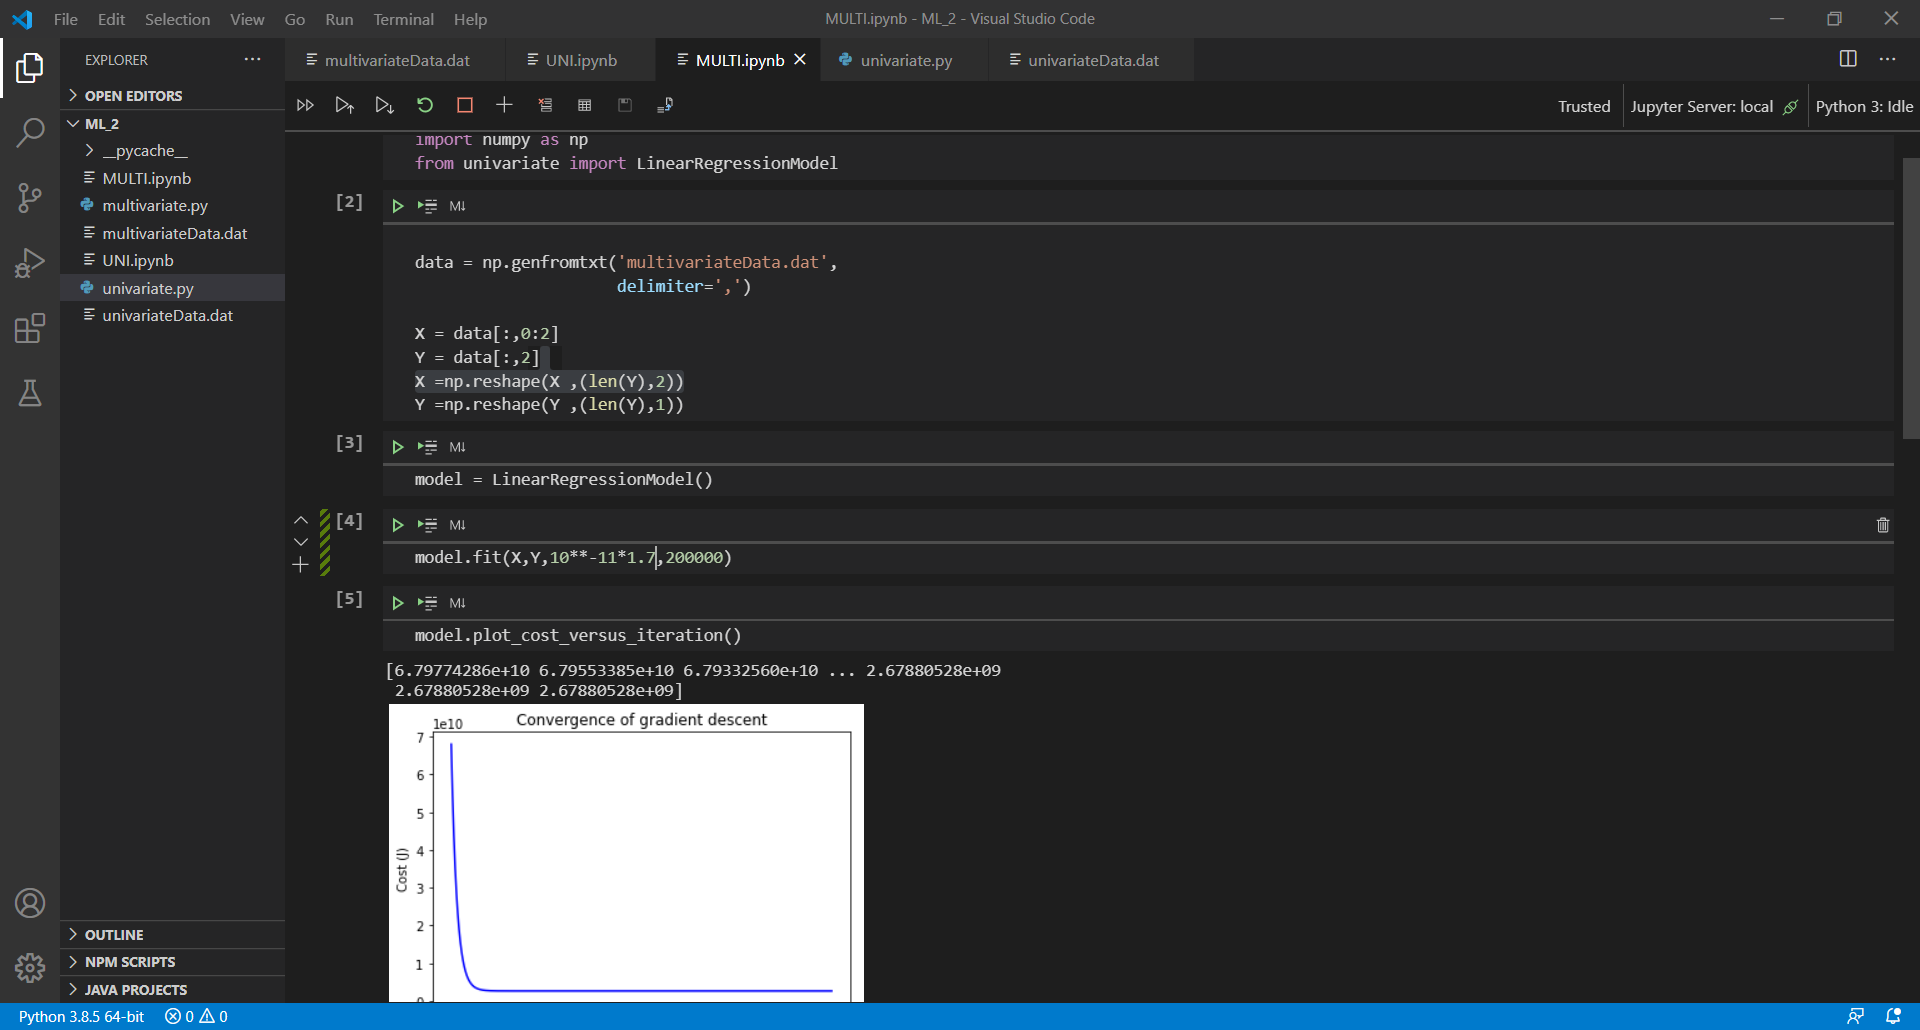 File Edit Selection View Go Run Terminal Help
MULTI.ipynb - ML_2 - Visual Studio Code
EXPLORER
OPEN EDITORS
ML_2
__pycache__
MULTI.ipynb
multivariate.py
multivariateData.dat
UNI.ipynb
univariate.py
univariateData.dat
OUTLINE
NPM SCRIPTS
JAVA PROJECTS
multivariateData.dat UNI.ipynb MULTI.ipynb univariate.py univariateData.dat
Trusted Jupyter Server: local Python 3: Idle
import numpy as np
from univariate import LinearRegressionModel
[2] M↓
data = np.genfromtxt('multivariateData.dat',
delimiter=',')
X = data[:,0:2]
Y = data[:,2]
X =np.reshape(X ,(len(Y),2))
Y =np.reshape(Y ,(len(Y),1))
[3] M↓
model = LinearRegressionModel()
[4] M↓
model.fit(X,Y,10**-11*1.7,200000)
[5] M↓
model.plot_cost_versus_iteration()
[6.79774286e+10 6.79553385e+10 6.79332560e+10 ... 2.67880528e+09
2.67880528e+09 2.67880528e+09]
1e10 Convergence of gradient descent
7
6
5
4
3
2
1
0
Cost (J)
Python 3.8.5 64-bit 0 0